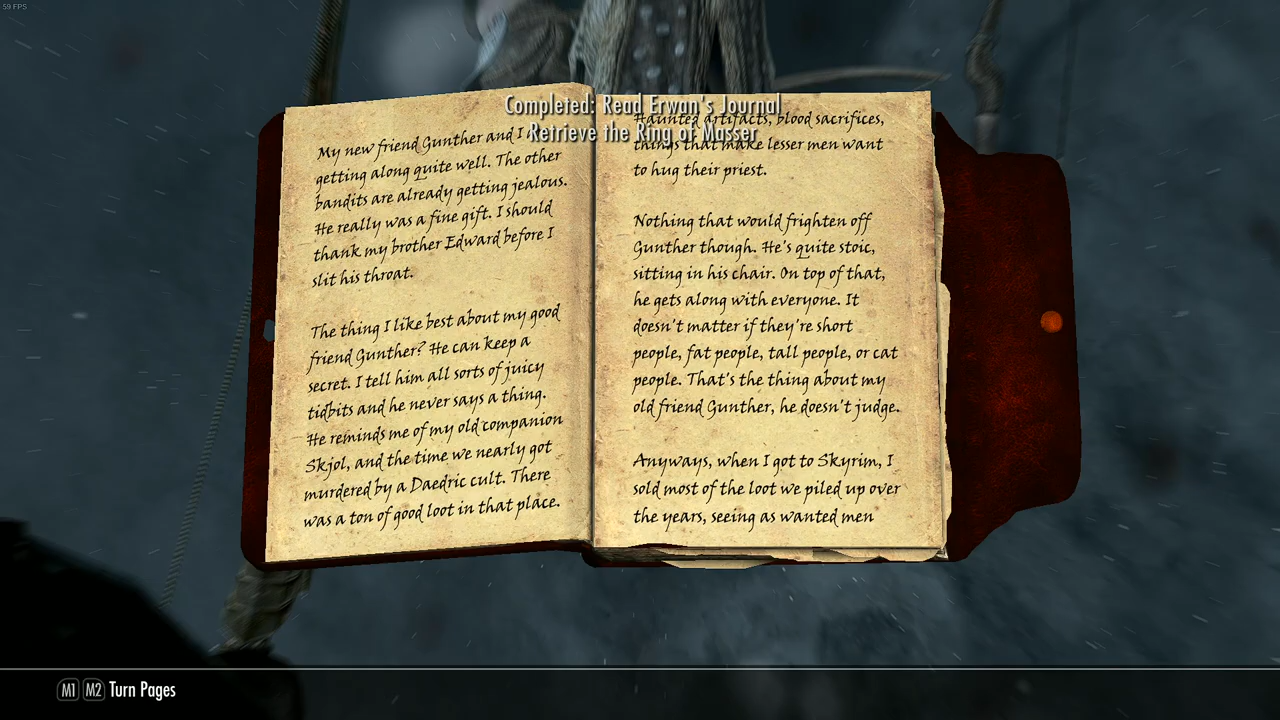 59 FPS
Completed: Read Erwan's Journal
Retrieve the Ring of Masser
My new friend Gunther and I
getting along quite well. The other
bandits are already getting jealous.
He really was a fine gift. I should
thank my brother Edward before I
slit his throat.
The thing I like best about my good
friend Gunther? He can keep a
secret. I tell him all sorts of juicy
tidbits and he never says a thing.
He reminds me of my old companion
Skjol, and the time we nearly got
murdered by a Daedric cult. There
was a ton of good loot in that place.
Haunted artifacts, blood sacrifices,
things that make lesser men want
to hug their priest.
Nothing that would frighten off
Gunther though. He's quite stoic,
sitting in his chair. On top of that,
he gets along with everyone. It
doesn't matter if they're short
people, fat people, tall people, or cat
people. That's the thing about my
old friend Gunther, he doesn't judge.
Anyways, when I got to Skyrim, I
sold most of the loot we piled up over
the years, seeing as wanted men
M1 M2 Turn Pages